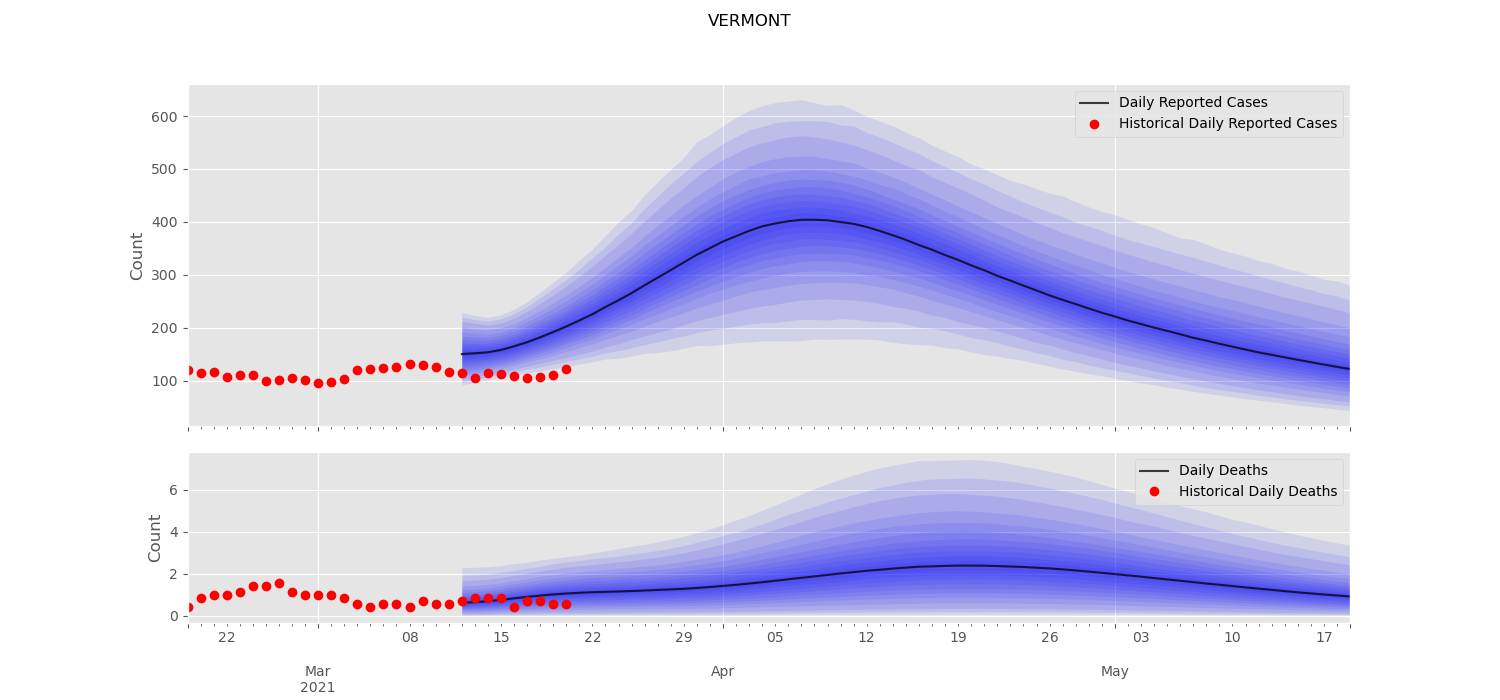 VERMONT
Count
600
500
400
300
200
100
Daily Reported Cases
Historical Daily Reported Cases
Count
6
4
2
0
Daily Deaths
Historical Daily Deaths
22 08 15 22 29 05 12 19 26 03 10 17
Mar Apr May
2021